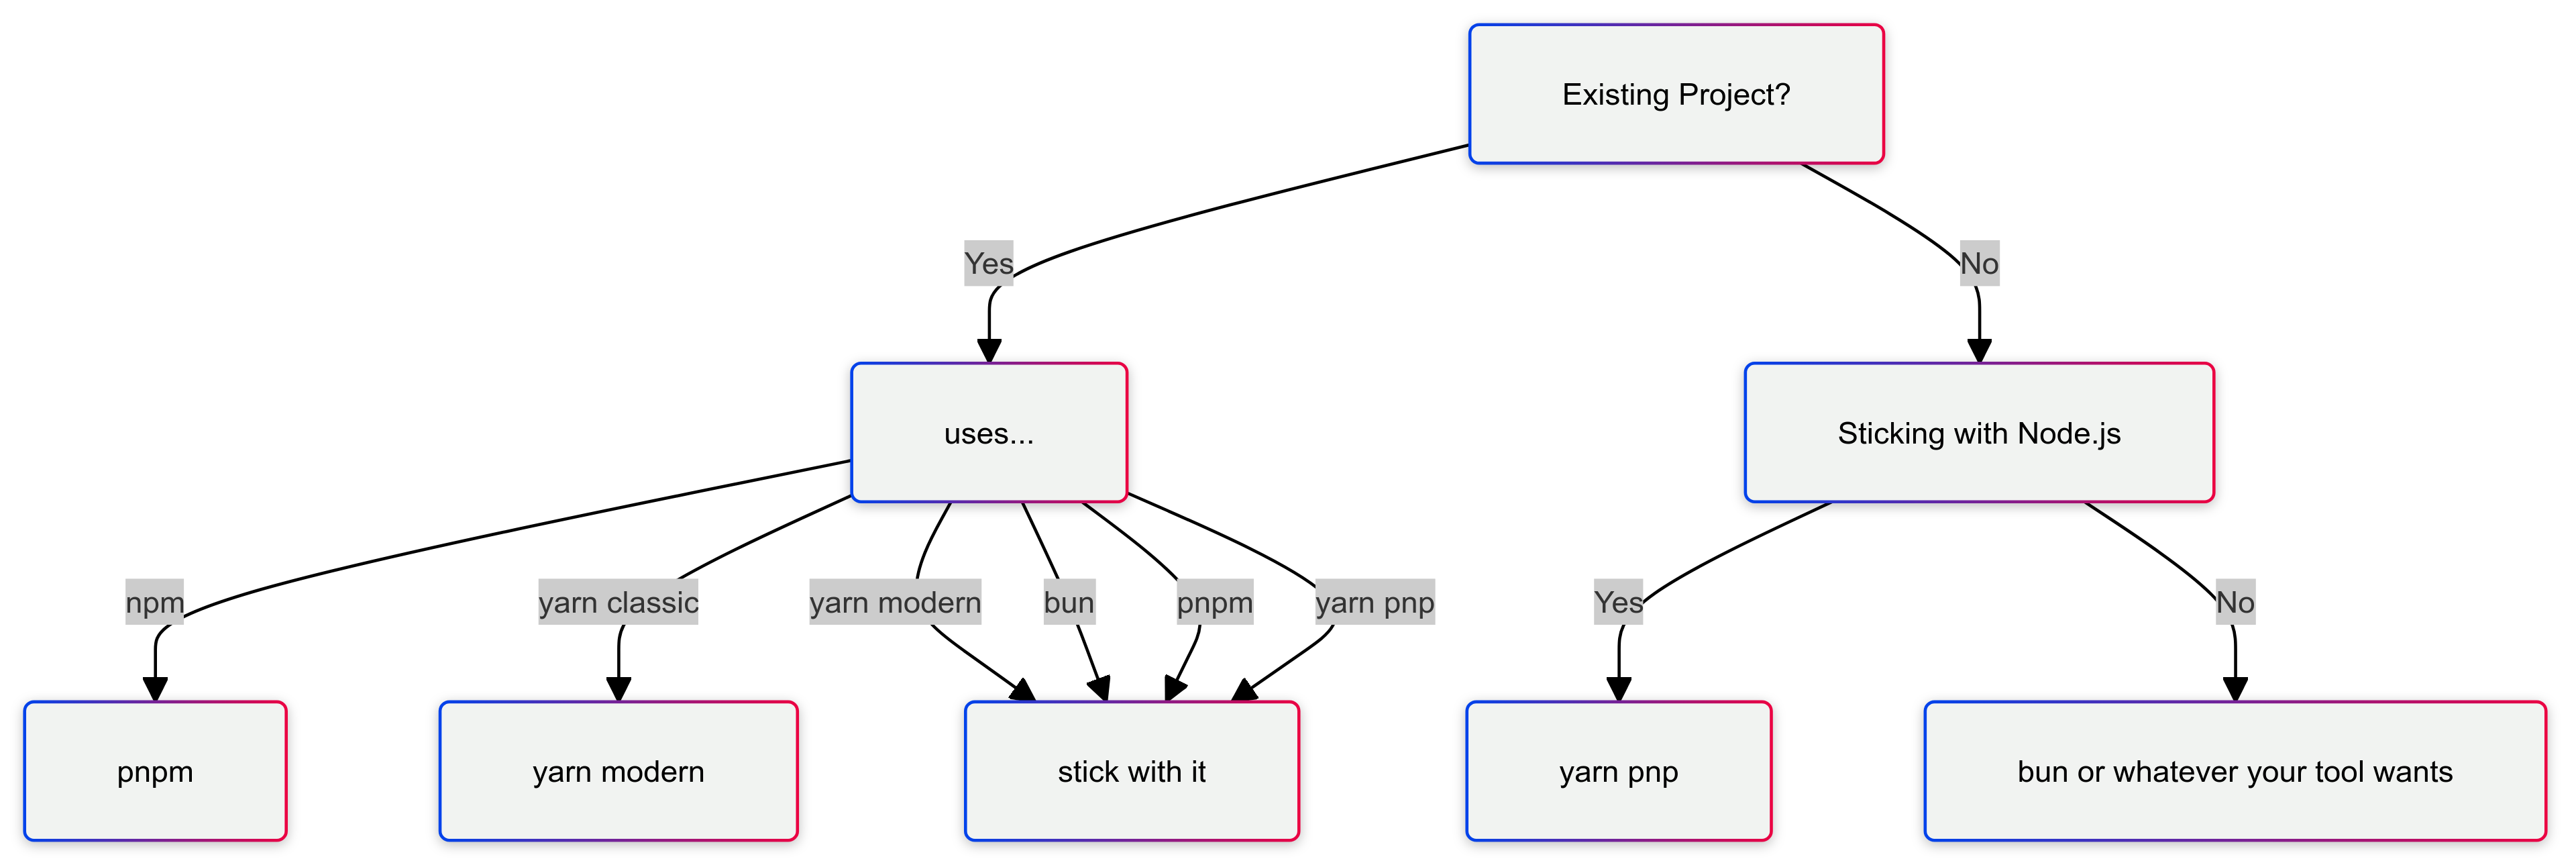 Existing Project?
Yes
No
uses...
Sticking with Node.js
npm
yarn classic
yarn modern
bun
pnpm
yarn pnp
Yes
No
pnpm
yarn modern
stick with it
yarn pnp
bun or whatever your tool wants